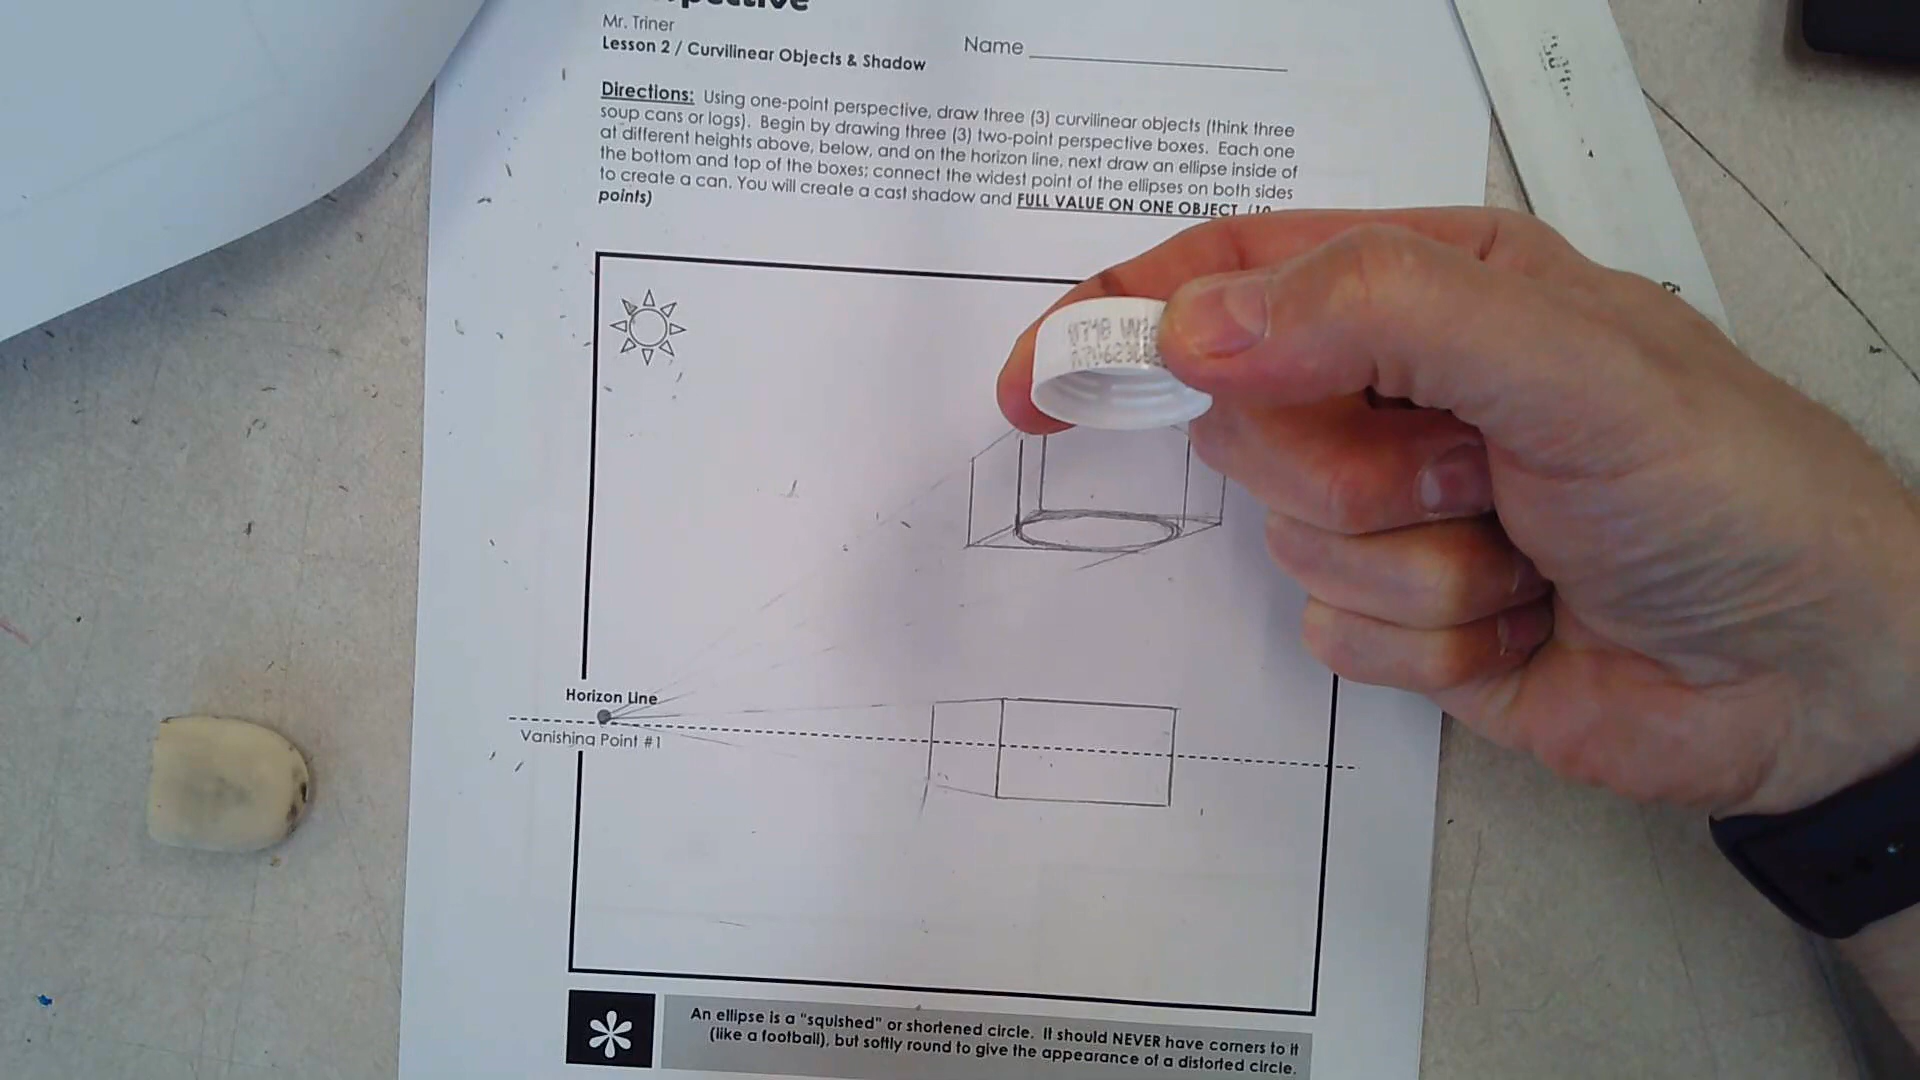 Mr. Triner
Lesson 2 / Curvilinear Objects & Shadow
Name
Directions: Using one-point perspective, draw three (3) curvilinear objects (think three
soup cans or logs). Begin by drawing three (3) two-point perspective boxes. Each one
at different heights above, below, and on the horizon line, next draw an ellipse inside of
the bottom and top of the boxes; connect the widest point of the ellipses on both sides
to create a can. You will create a cast shadow and FULL VALUE ON ONE OBJECT (10
points)
Horizon Line
Vanishing Point #1
An ellipse is a "squished" or shortened circle. It should NEVER have corners to it
(like a football), but softly round to give the appearance of a distorted circle.